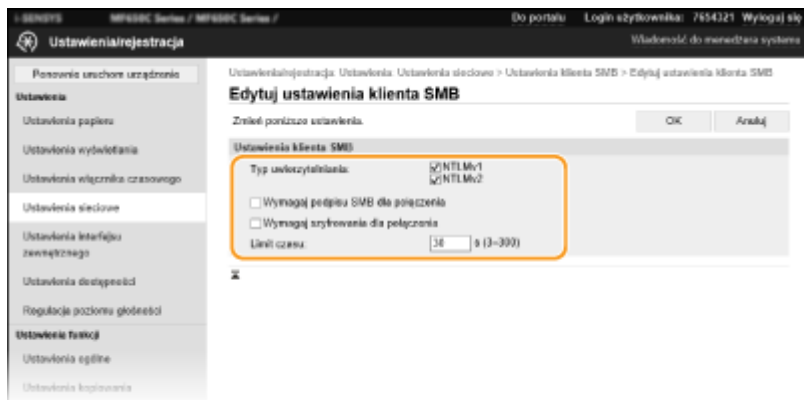 i-SENSYS MF650C Series / MF650C Series / Do portalu Login użytkownika: 7654321 Wyloguj się
Ustawienia/rejestracja Wiadomość do menedżera systemu
Ponownie uruchom urządzenie
Ustawienia/rejestracja: Ustawienia: Ustawienia sieciowe > Ustawienia klienta SMB > Edytuj ustawienia klienta SMB
Ustawienia
Edytuj ustawienia klienta SMB
Ustawienia papieru
Zmień poniższe ustawienia. OK Anuluj
Ustawienia wyświetlania
Ustawienia klienta SMB
Ustawienia włącznika czasowego
Typ uwierzytelniania: NTLMv1
NTLMv2
Ustawienia sieciowe
Wymagaj podpisu SMB dla połączenia
Wymagaj szyfrowania dla połączenia
Ustawienia interfejsu zewnętrznego
Limit czasu: 30 s (3-300)
Ustawienia dostępności
Regulacja poziomu głośności
Ustawienia funkcji
Ustawienia ogólne
Ustawienia kopiowania